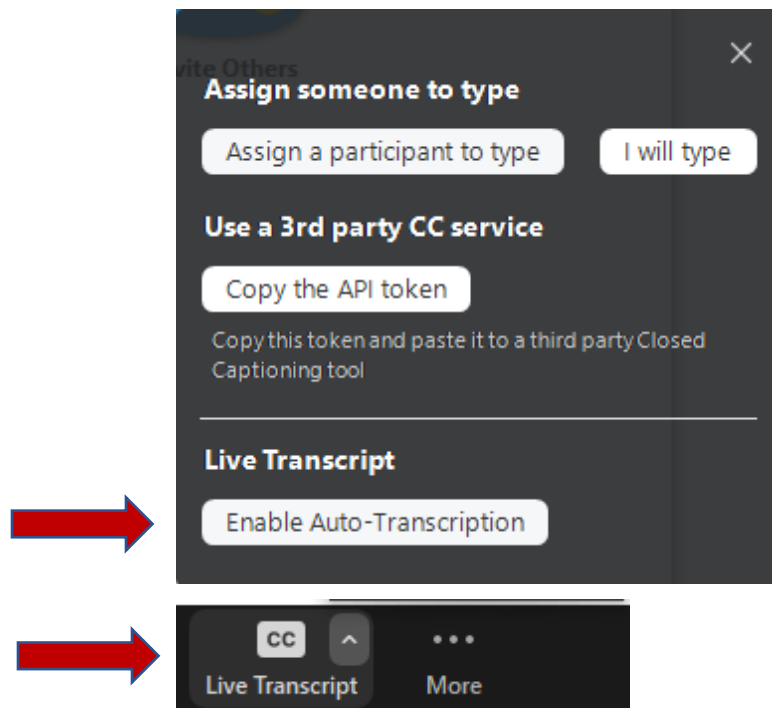 vite Others
Assign someone to type
Assign a participant to type I will type
Use a 3rd party CC service
Copy the API token
Copy this token and paste it to a third party Closed
Captioning tool
Live Transcript
Enable Auto-Transcription
CC
Live Transcript More